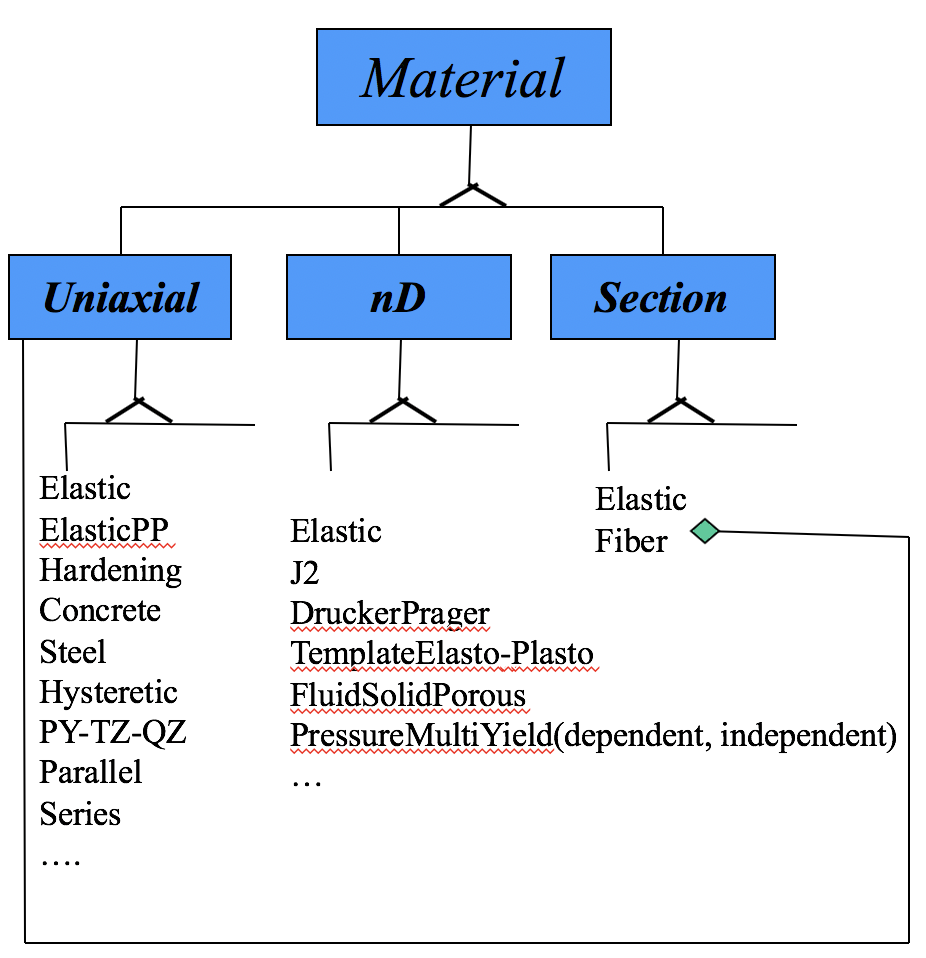 Material
Uniaxial
nD
Section
Elastic
ElasticPP
Hardening
Concrete
Steel
Hysteretic
PY-TZ-QZ
Parallel
Series
….
Elastic
J2
DruckerPrager
TemplateElasto-Plasto
FluidSolidPorous
PressureMultiYield(dependent, independent)
…
Elastic
Fiber